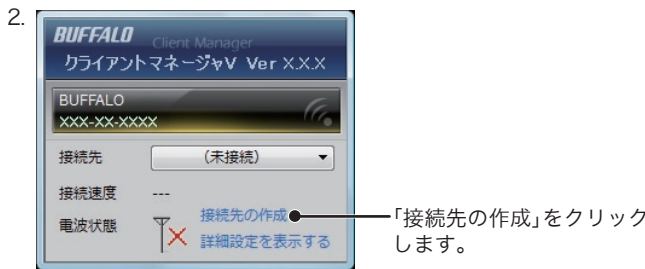 2.
BUFFALO Client Manager
クライアントマネージャV Ver X.X.X
BUFFALO
XXX-XX-XXXX
接続先 (未接続)
接続速度 ---
電波状態
接続先の作成
詳細設定を表示する
「接続先の作成」をクリック
します。